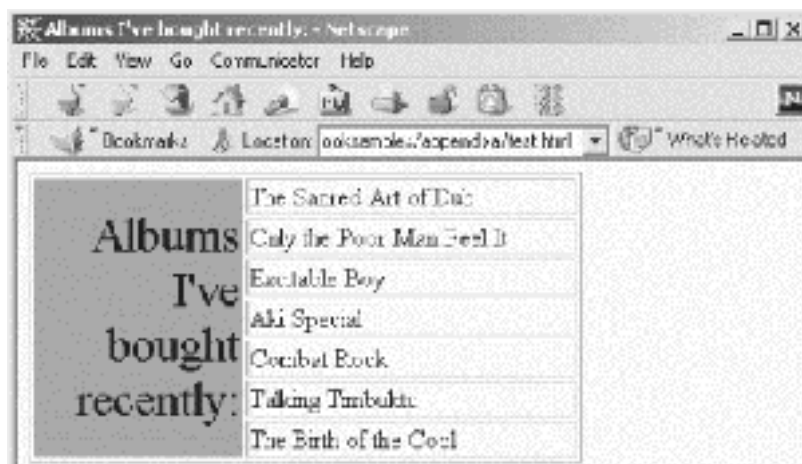 Albums I've bought recently: - Netscape
File Edit View Go Communicator Help
Bookmarks Location: ooksamples/appendixa/test.html What's Related
Albums
I've
bought
recently:
The Sacred Art of Dub
Only the Poor Man Feel It
Excitable Boy
Aki Special
Combat Rock
Talking Timbuktu
The Birth of the Cool